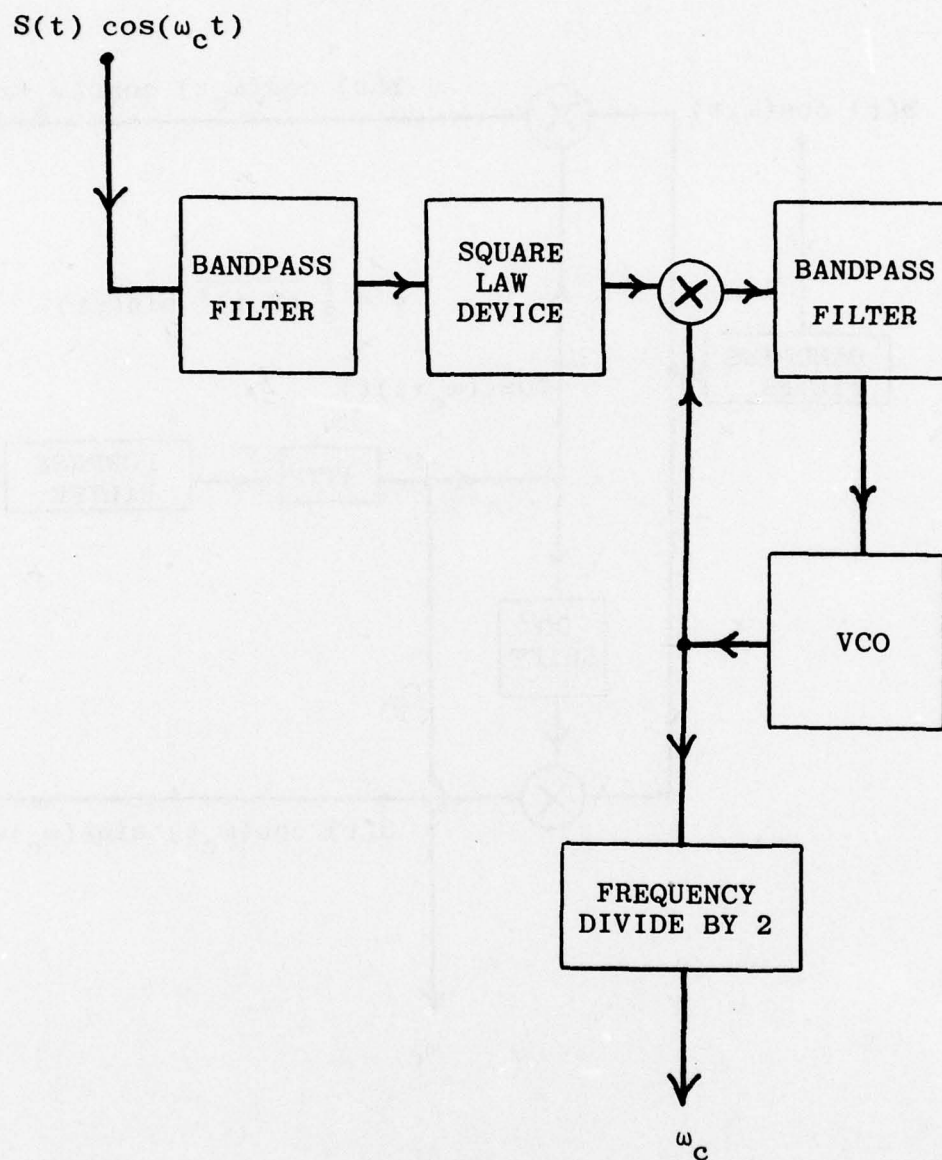 S(t) cos(ω_c t)
BANDPASS
FILTER
SQUARE
LAW
DEVICE
BANDPASS
FILTER
VCO
FREQUENCY
DIVIDE BY 2
ω_c